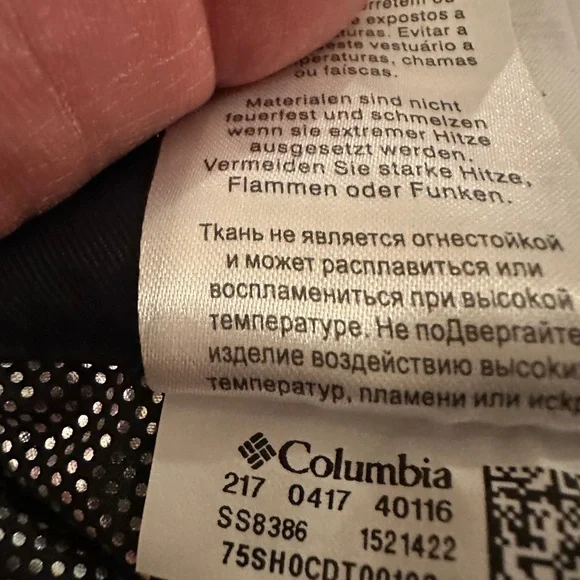 expostos a
Evitar a
vestuário a
chamas
ou faíscas.
Materialen sind nicht
feuerfest und schmelzen
wenn sie extremer Hitze
ausgesetzt werden.
Vermeiden Sie starke Hitze,
Flammen oder Funken.
Ткань не является огнестойкой
и может расплавиться или
воспламениться при высокой
температуре. Не подвергайте
изделие воздействию
температур, пламени или
Columbia
217 0417 40116
SS8386 1521422